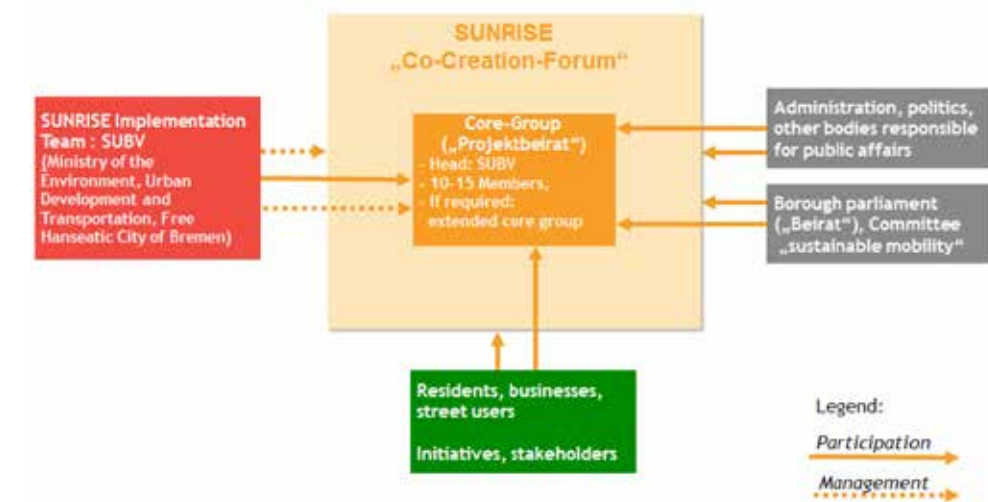 SUNRISE
„Co-Creation-Forum“
SUNRISE Implementation
Team : SUBV
(Ministry of the
Environment, Urban
Development and
Transportation, Free
Hanseatic City of Bremen)
Core-Group
(„Projektbeirat“)
- Head: SUBV
- 10-15 Members,
- If required:
extended core group
Administration, politics,
other bodies responsible
for public affairs
Borough parliament
(„Beirat“), Committee
„sustainable mobility“
Residents, businesses,
street users
Initiatives, stakeholders
Legend:
Participation
Management